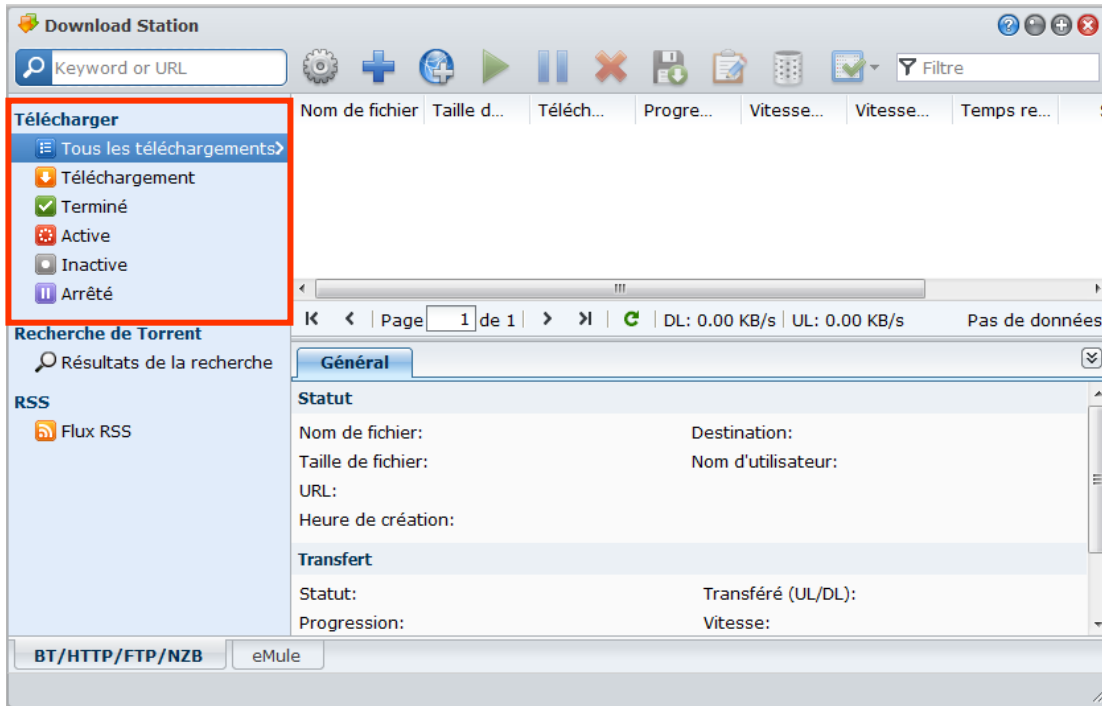 Download Station
Keyword or URL
Filtre
Télécharger
Tous les téléchargements
Téléchargement
Terminé
Active
Inactive
Arrêté
Recherche de Torrent
Résultats de la recherche
RSS
Flux RSS
Nom de fichier Taille d... Téléch... Progre... Vitesse... Vitesse... Temps re...
Page 1 de 1 DL: 0.00 KB/s UL: 0.00 KB/s Pas de données
Général
Statut
Nom de fichier: Destination:
Taille de fichier: Nom d'utilisateur:
URL:
Heure de création:
Transfert
Statut: Transféré (UL/DL):
Progression: Vitesse:
BT/HTTP/FTP/NZB eMule